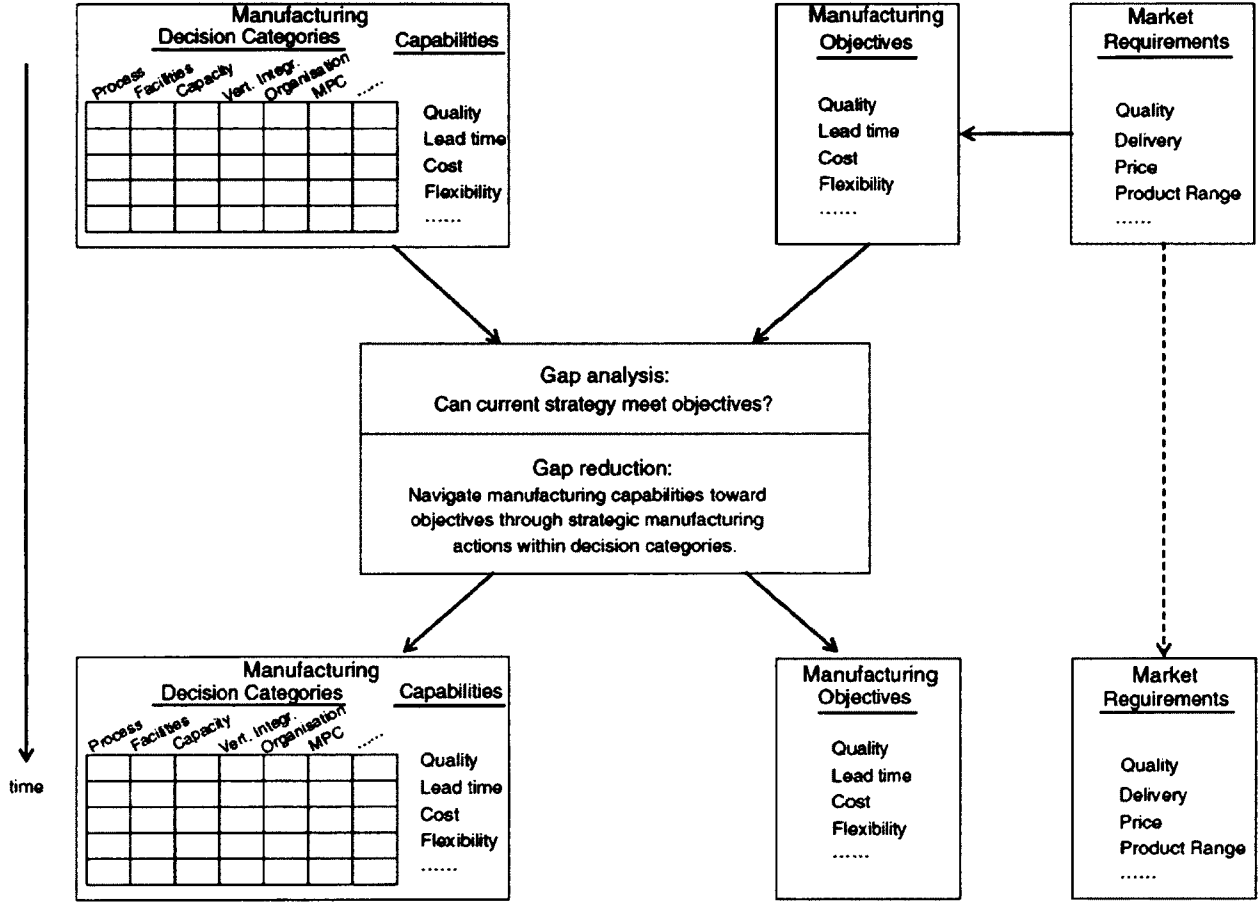 Manufacturing
Decision Categories
Capabilities
Process
Facilities
Capacity
Vert. Integr.
Organisation
MPC
......
Quality
Lead time
Cost
Flexibility
......
Manufacturing
Objectives
Quality
Lead time
Cost
Flexibility
......
Market
Requirements
Quality
Delivery
Price
Product Range
......
Gap analysis:
Can current strategy meet objectives?
Gap reduction:
Navigate manufacturing capabilities toward
objectives through strategic manufacturing
actions within decision categories.
time
Manufacturing
Decision Categories
Capabilities
Process
Facilities
Capacity
Vert. Integr.
Organisation
MPC
......
Quality
Lead time
Cost
Flexibility
......
Manufacturing
Objectives
Quality
Lead time
Cost
Flexibility
......
Market
Reguirements
Quality
Delivery
Price
Product Range
......